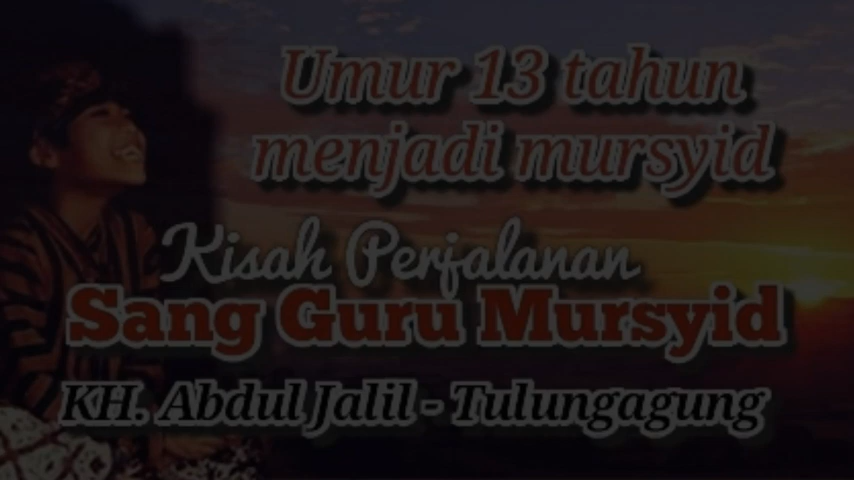 Umur 13 tahun
menjadi mursyid
Kisah Perjalanan
Sang Guru Mursyid
KH. Abdul Jalil - Tulungagung